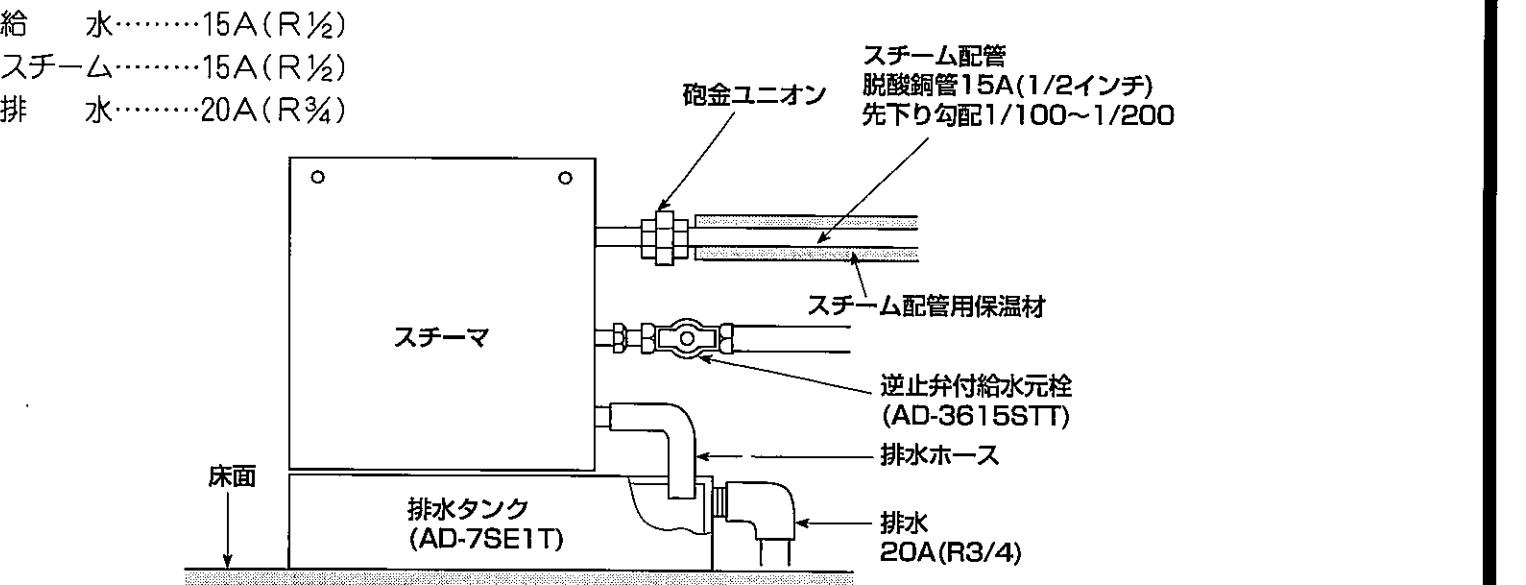 給　　水………15A(R½)
スチーム………15A(R½)
排　　水………20A(R¾)
スチーム配管
脱酸銅管15A(1/2インチ)
先下り勾配1/100～1/200
砲金ユニオン
スチーム配管用保温材
スチーマ
逆止弁付給水元栓
(AD-3615STT)
排水ホース
床面
排水タンク
(AD-7SE1T)
排水
20A(R3/4)